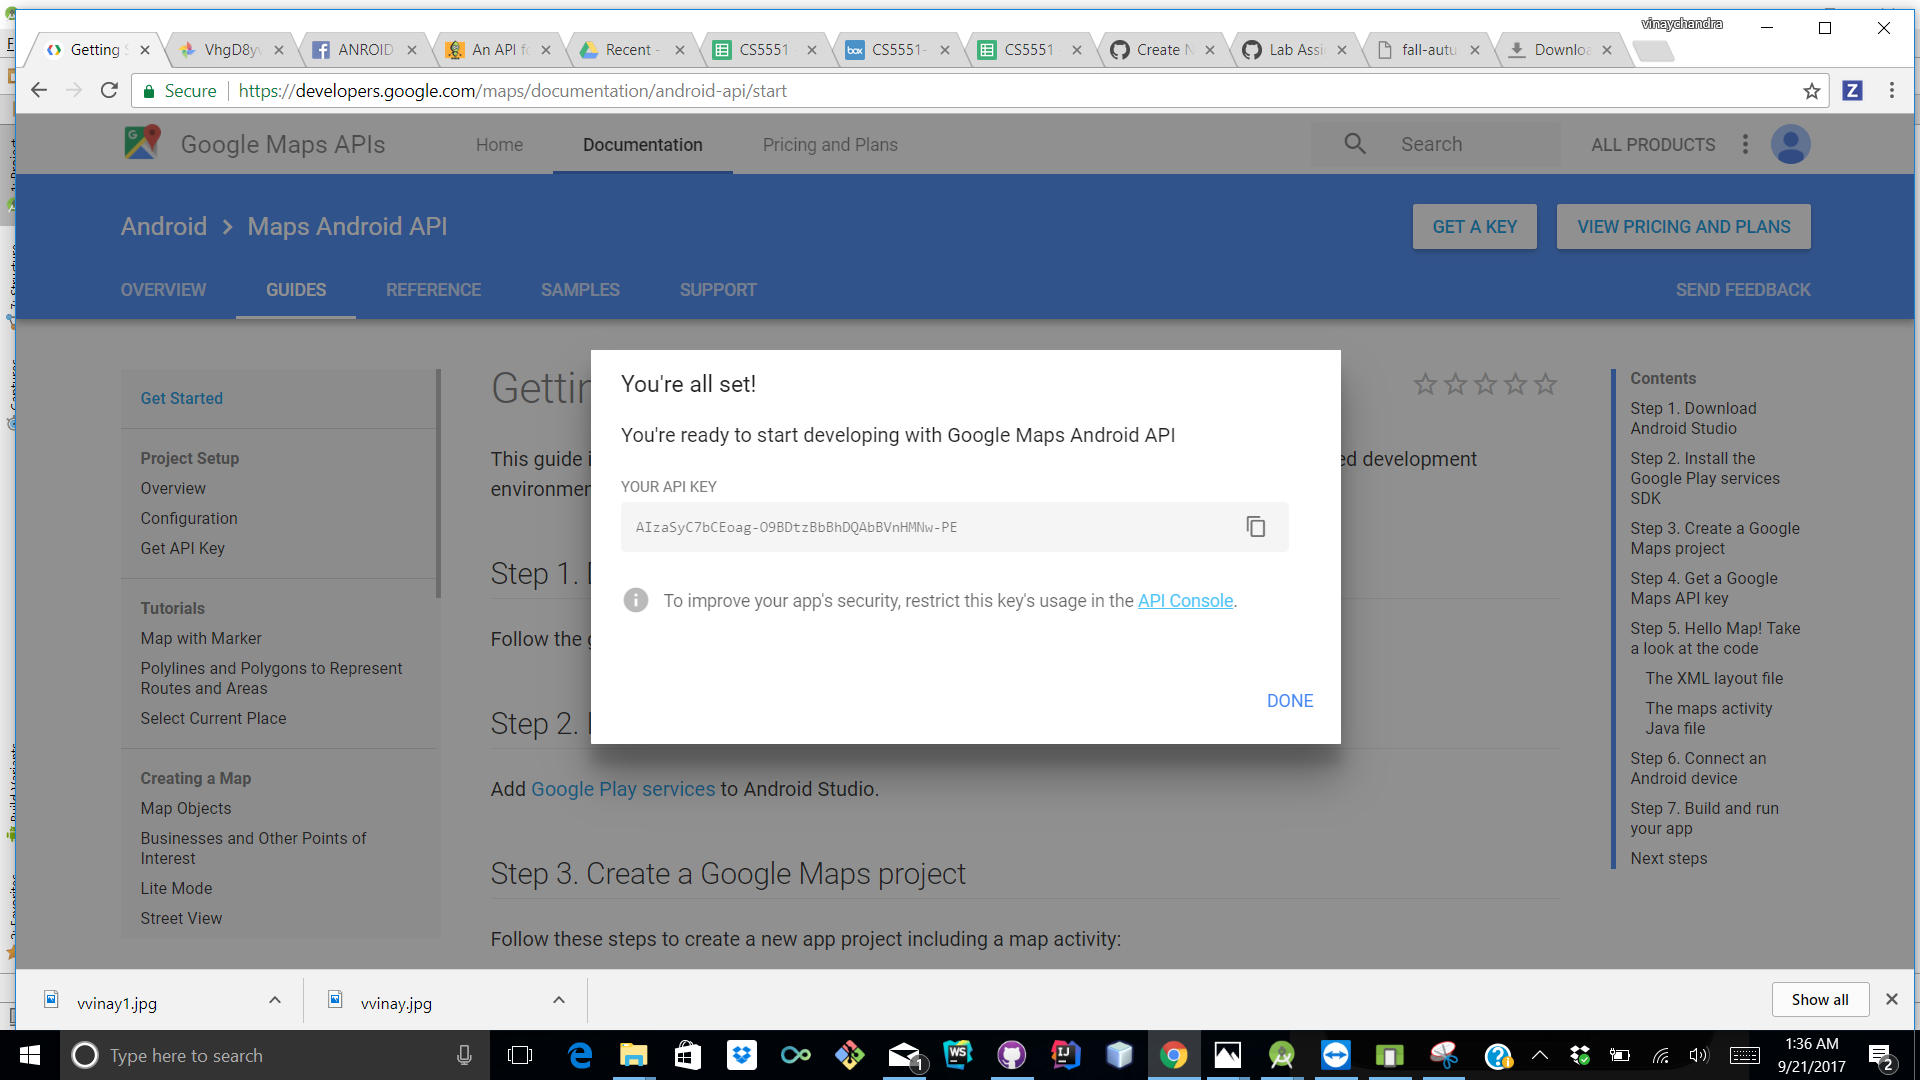 vinaychandra
Getting S
VhgD8yv
ANROID
An API fo
Recent -
CS5551
CS5551-
CS5551
Create N
Lab Assi
fall-autu
Downloa
Secure
https://developers.google.com/maps/documentation/android-api/start
Google Maps APIs
Home
Documentation
Pricing and Plans
Search
ALL PRODUCTS
Android
Maps Android API
GET A KEY
VIEW PRICING AND PLANS
OVERVIEW
GUIDES
REFERENCE
SAMPLES
SUPPORT
SEND FEEDBACK
Get Started
Project Setup
Overview
Configuration
Get API Key
Tutorials
Map with Marker
Polylines and Polygons to Represent
Routes and Areas
Select Current Place
Creating a Map
Map Objects
Businesses and Other Points of
Interest
Lite Mode
Street View
Gettin
This guide i
ed development
environmen
Step 1.
Follow the g
Step 2.
Add Google Play services to Android Studio.
Step 3. Create a Google Maps project
Follow these steps to create a new app project including a map activity:
You're all set!
You're ready to start developing with Google Maps Android API
YOUR API KEY
AIzaSyC7bCEoag-O9BDtzBbBhDQAbBVnHMNw-PE
To improve your app's security, restrict this key's usage in the API Console.
DONE
Contents
Step 1. Download
Android Studio
Step 2. Install the
Google Play services
SDK
Step 3. Create a Google
Maps project
Step 4. Get a Google
Maps API key
Step 5. Hello Map! Take
a look at the code
The XML layout file
The maps activity
Java file
Step 6. Connect an
Android device
Step 7. Build and run
your app
Next steps
vvinay1.jpg
vvinay.jpg
Show all
Type here to search
1:36 AM
9/21/2017